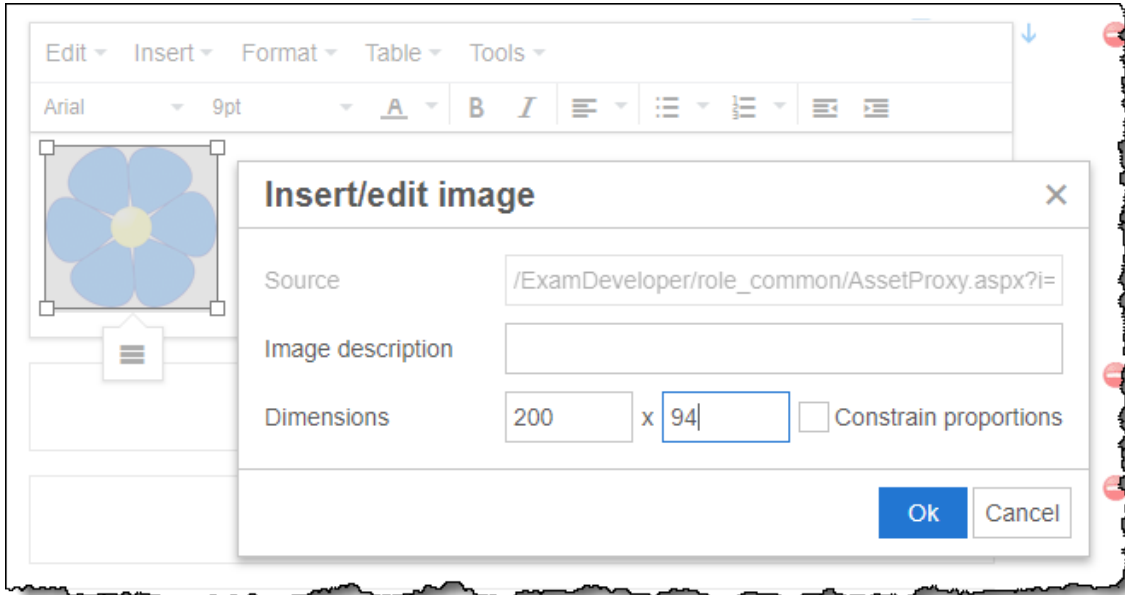 Edit Insert Format Table Tools
Arial 9pt A B I
Insert/edit image
Source /ExamDeveloper/role_common/AssetProxy.aspx?i=
Image description
Dimensions 200 x 94 Constrain proportions
Ok Cancel